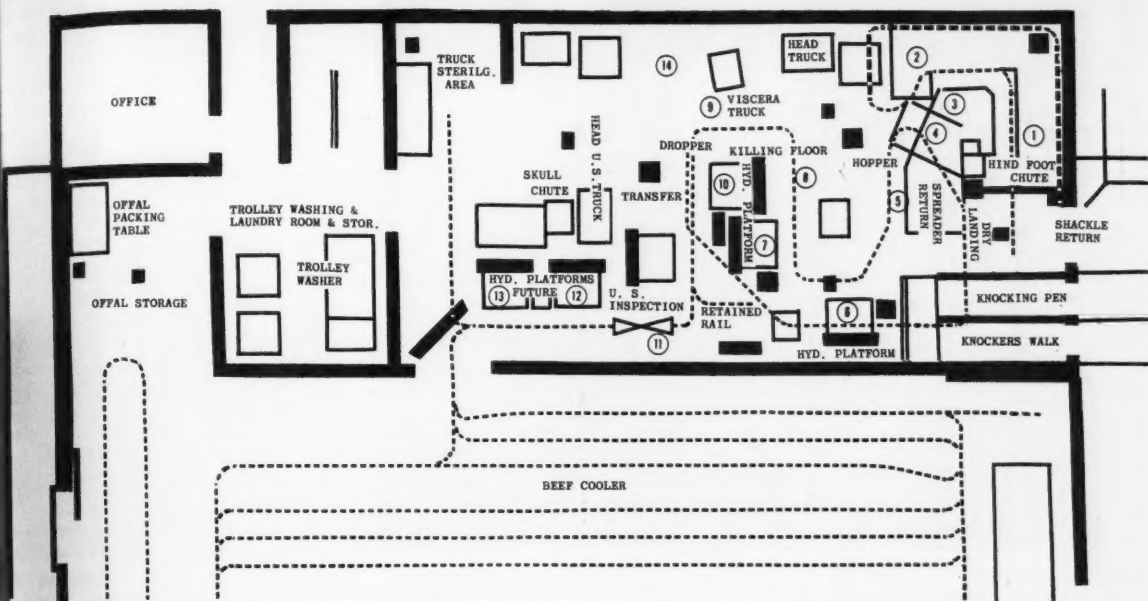 OFFICE
TRUCK
STERILG.
AREA
HEAD
TRUCK
2
14
9
VISCERA
TRUCK
3
4
1
HEAD U.S.TRUCK
DROPPER
KILLING FLOOR
HOPPER
HIND FOOT
CHUTE
SKULL
CHUTE
TRANSFER
10
HYD. PLATFORM
8
5
SPREADER
RETURN
DRY
LANDING
SHACKLE
RETURN
OFFAL
PACKING
TABLE
TROLLEY WASHING &
LAUNDRY ROOM & STOR.
7
TROLLEY
WASHER
OFFAL STORAGE
HYD. PLATFORMS
FUTURE
13
12
U. S.
INSPECTION
11
RETAINED
RAIL
6
HYD. PLATFORM
KNOCKING PEN
KNOCKERS WALK
BEEF COOLER